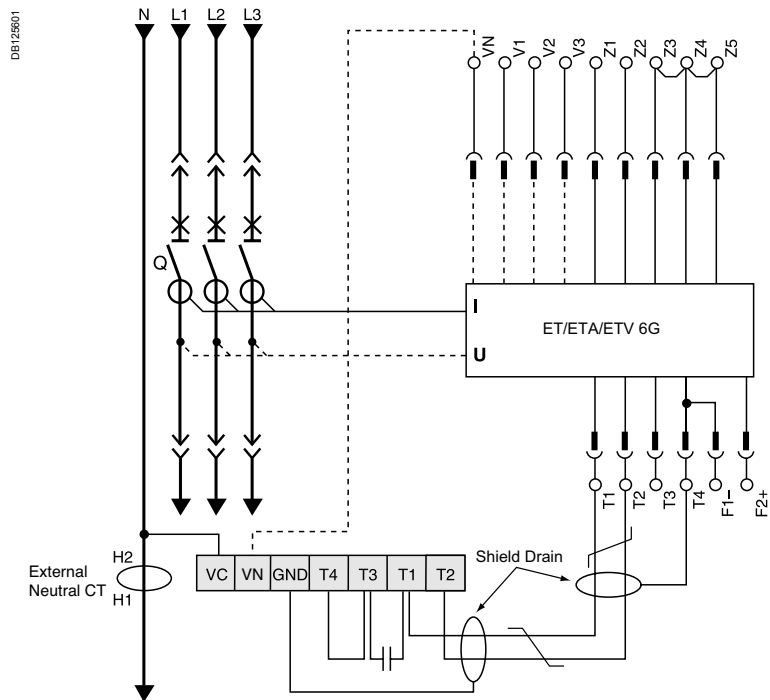 DB125601
N L1 L2 L3
VN V1 V2 V3 Z1 Z2 Z3 Z4 Z5
Q
I
ET/ETA/ETV 6G
U
T1 T2 T3 T4 F1- F2+
H2
External
Neutral CT
H1
VC VN GND T4 T3 T1 T2
Shield Drain